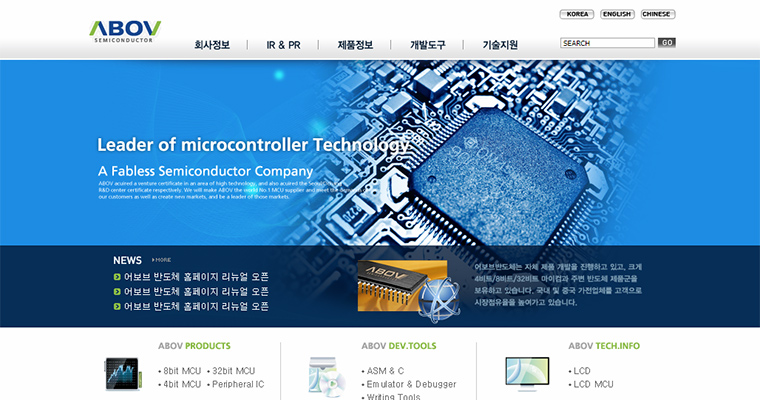 KOREA ENGLISH CHINESE
ABOV
SEMICONDUCTOR
회사정보 IR & PR 제품정보 개발도구 기술지원
SEARCH GO
Leader of microcontroller Technology
A Fabless Semiconductor Company
ABOV acuired a venture certificate in an area of high technology, and also acuired the
R&D center certificate respectively. We will make ABOV the world No.1 MCU supplier and meet the
our customers as well as create new markets, and be a leader of those markets.
NEWS MORE
어보브 반도체 홈페이지 리뉴얼 오픈
어보브 반도체 홈페이지 리뉴얼 오픈
어보브 반도체 홈페이지 리뉴얼 오픈
ABOV
어보브반도체는 자체 제품 개발을 진행하고 있고, 크게
4비트/8비트/32비트 마이컴과 주변 반도체 제품군을
보유하고 있습니다. 국내 및 중국 가전업체를 고객으로
시장점유율을 높여가고 있습니다.
ABOV PRODUCTS
• 8bit MCU • 32bit MCU
• 4bit MCU • Peripheral IC
ABOV DEV.TOOLS
• ASM & C
• Emulator & Debugger
• Writing Tools
ABOV TECH.INFO
• LCD
• LCD MCU